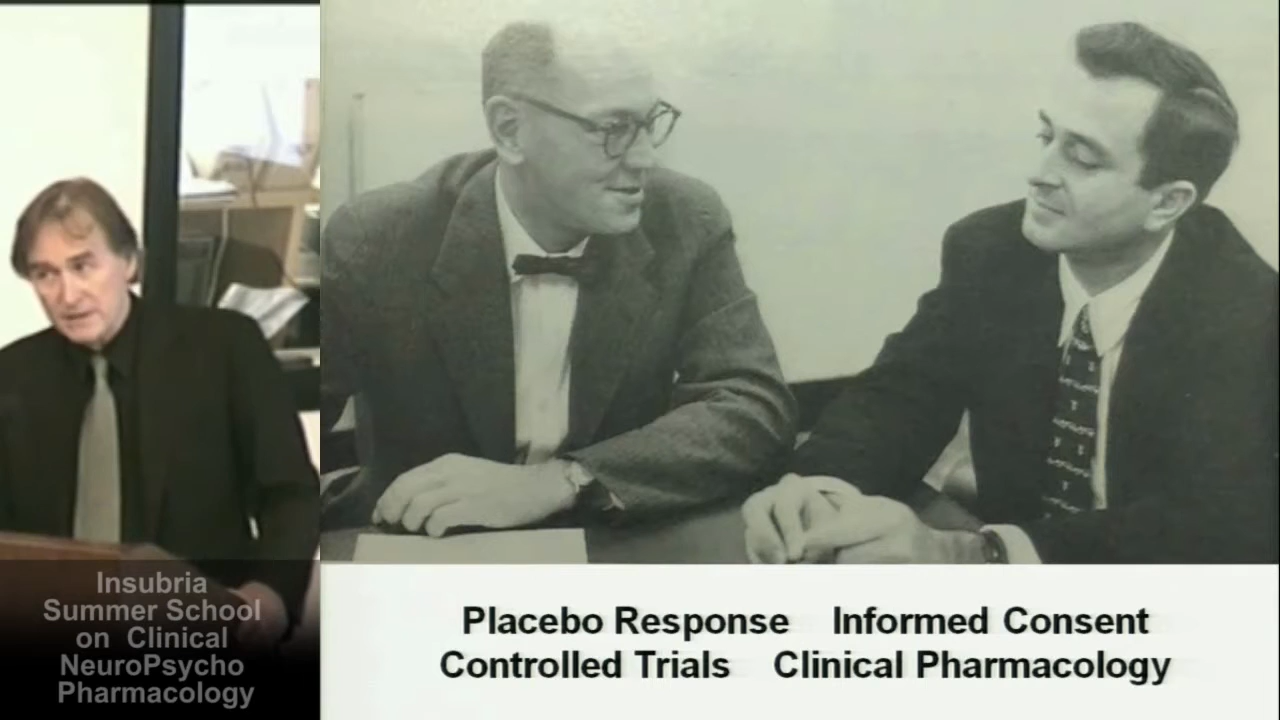 Insubria
Summer School
on Clinical
NeuroPsycho
Pharmacology
Placebo Response Informed Consent
Controlled Trials Clinical Pharmacology